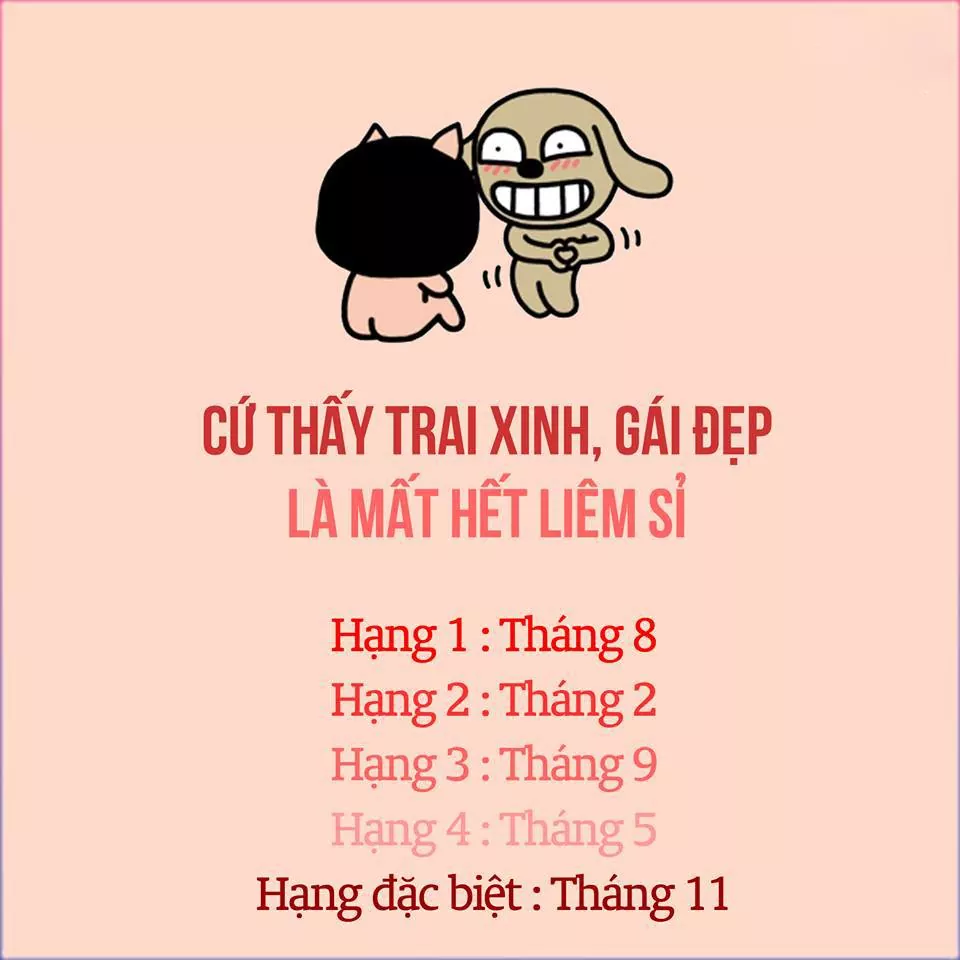 CỨ THẤY TRAI XINH, GÁI ĐẸP
LÀ MẤT HẾT LIÊM SỈ
Hạng 1 : Tháng 8
Hạng 2 : Tháng 2
Hạng 3 : Tháng 9
Hạng 4 : Tháng 5
Hạng đặc biệt : Tháng 11